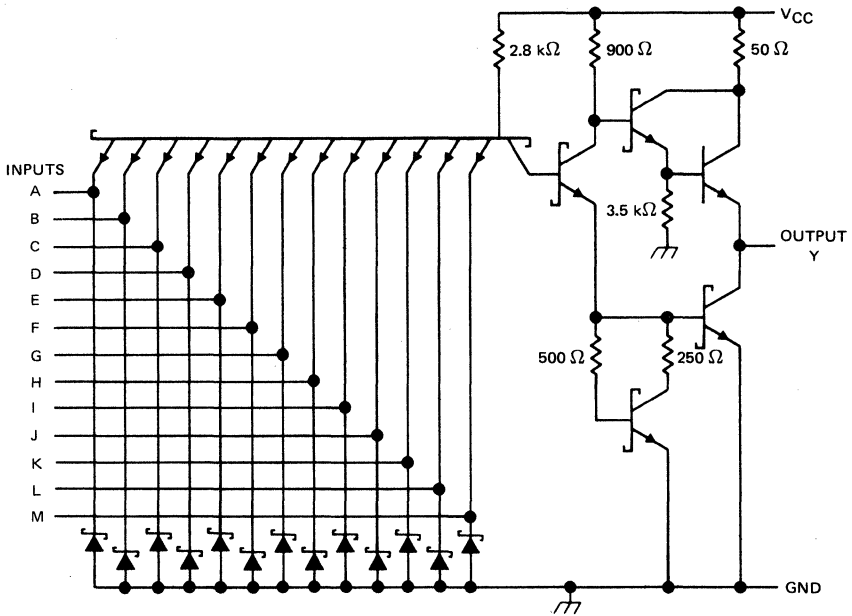 VCC
2.8 kΩ
900 Ω
50 Ω
INPUTS
A
B
C
D
E
F
G
H
I
J
K
L
M
3.5 kΩ
OUTPUT
Y
500 Ω
250 Ω
GND